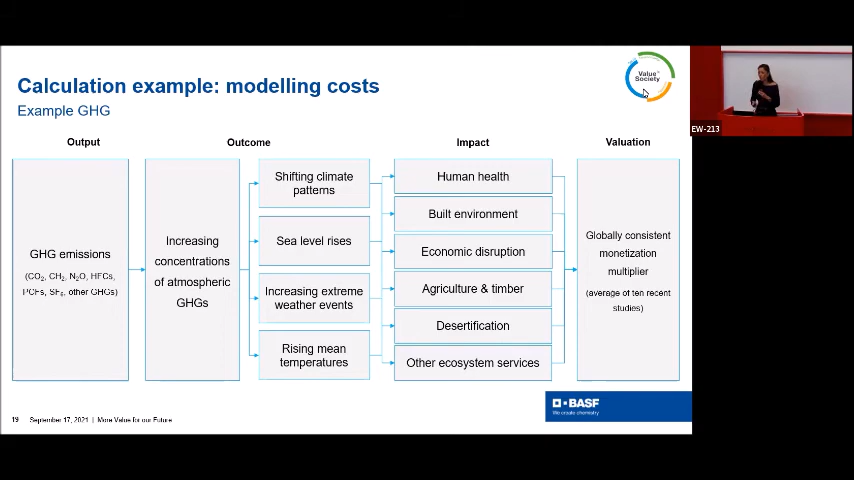 Calculation example: modelling costs
Example GHG
Value
Society
EW-213
Output
Outcome
Impact
Valuation
GHG emissions
(CO₂, CH₂, N₂O, HFCs,
PCFs, SF₆, other GHGs)
Increasing
concentrations
of atmospheric
GHGs
Shifting climate
patterns
Sea level rises
Increasing extreme
weather events
Rising mean
temperatures
Human health
Built environment
Economic disruption
Agriculture & timber
Desertification
Other ecosystem services
Globally consistent
monetization
multiplier
(average of ten recent
studies)
BASF
We create chemistry
19 September 17, 2021 | More Value for our Future